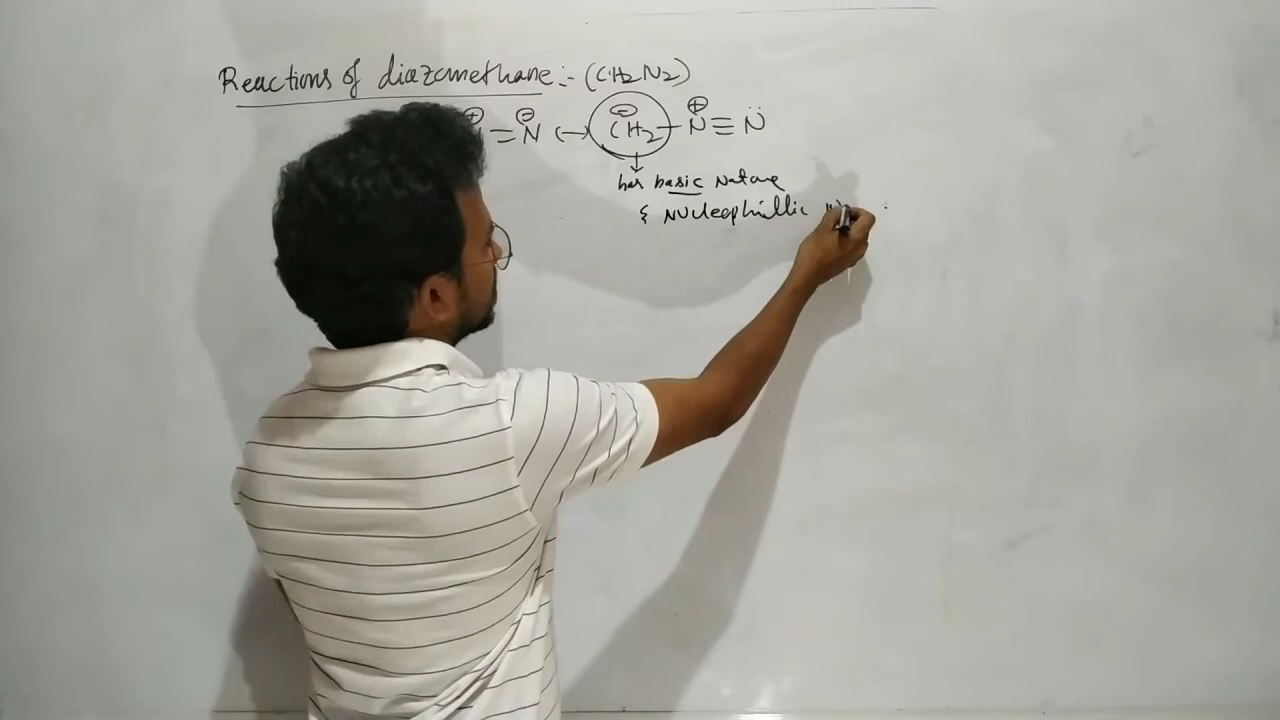 Reactions of diazomethane :- (CH2N2)
⊕ ⊖ = N ↔ ⊖ CH2 – ⊕ N ≡ N̈
has basic Nature
& NUcleophillic "